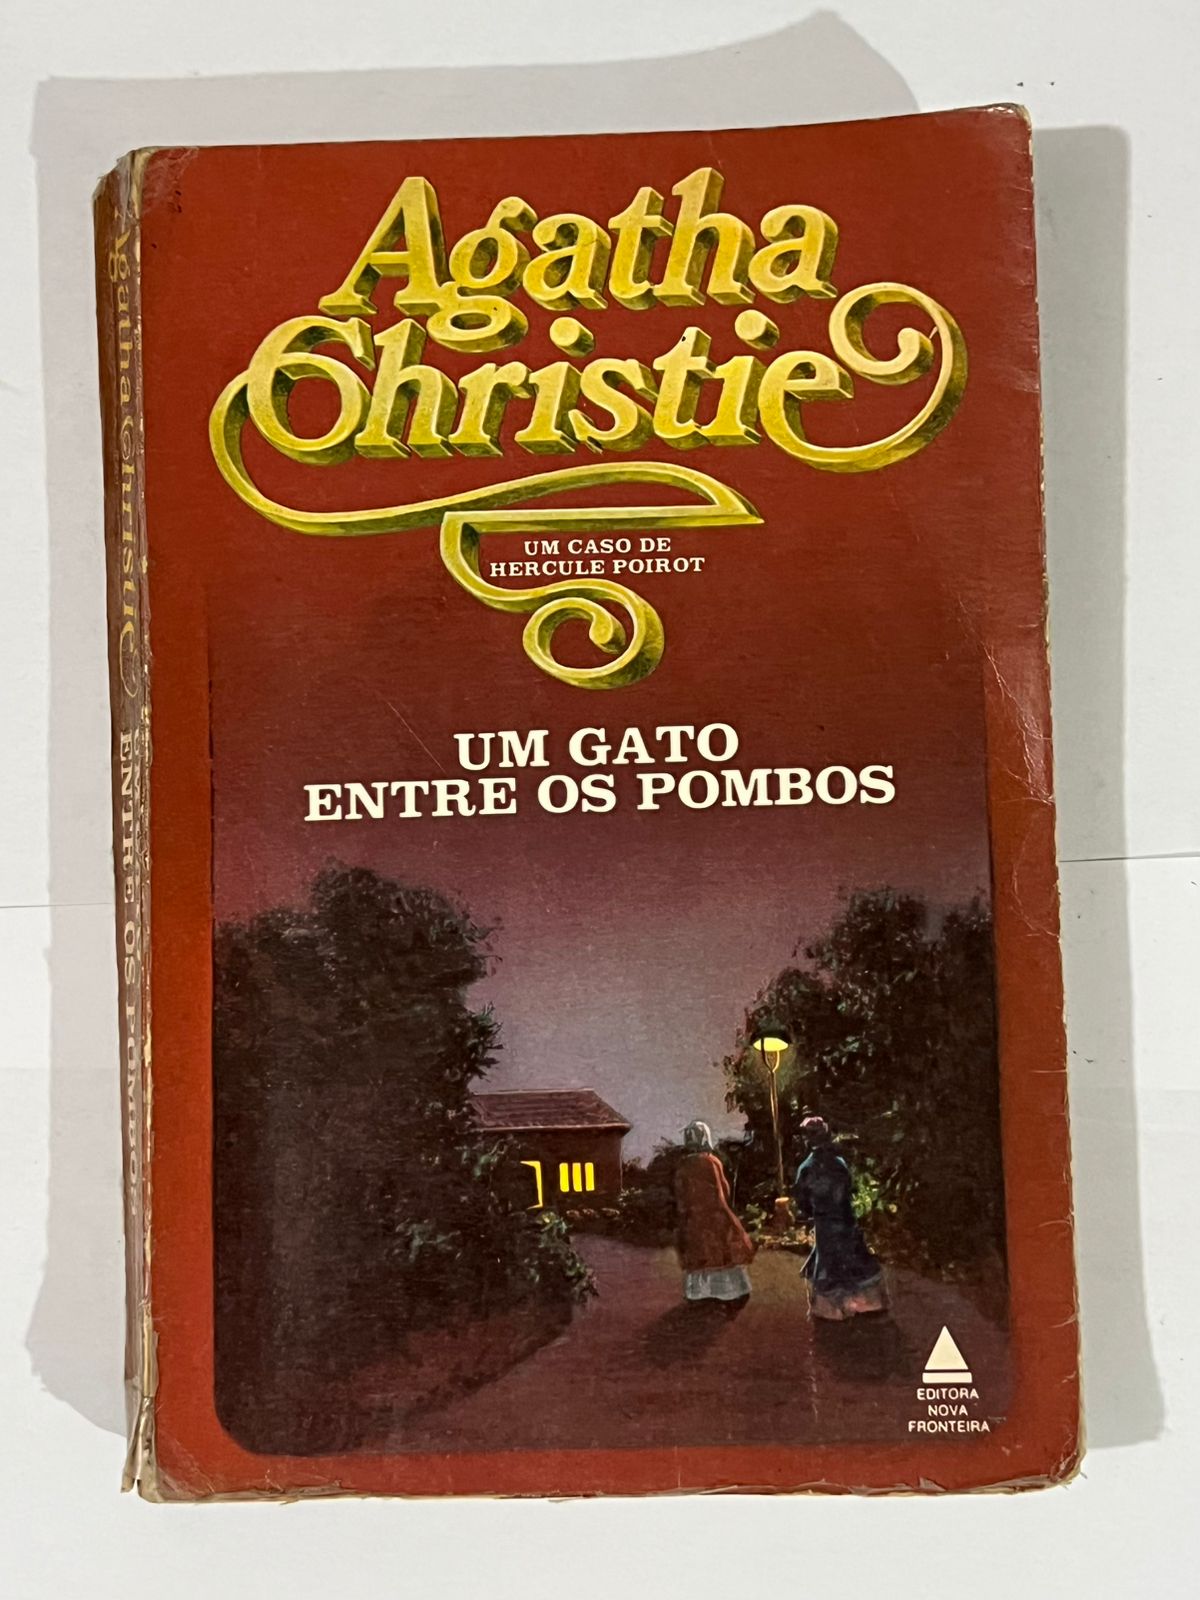 Agatha
Christie
UM CASO DE
HERCULE POIROT
UM GATO
ENTRE OS POMBOS
EDITORA
NOVA
FRONTEIRA
Agatha Christie
ENTRE OS POMBOS